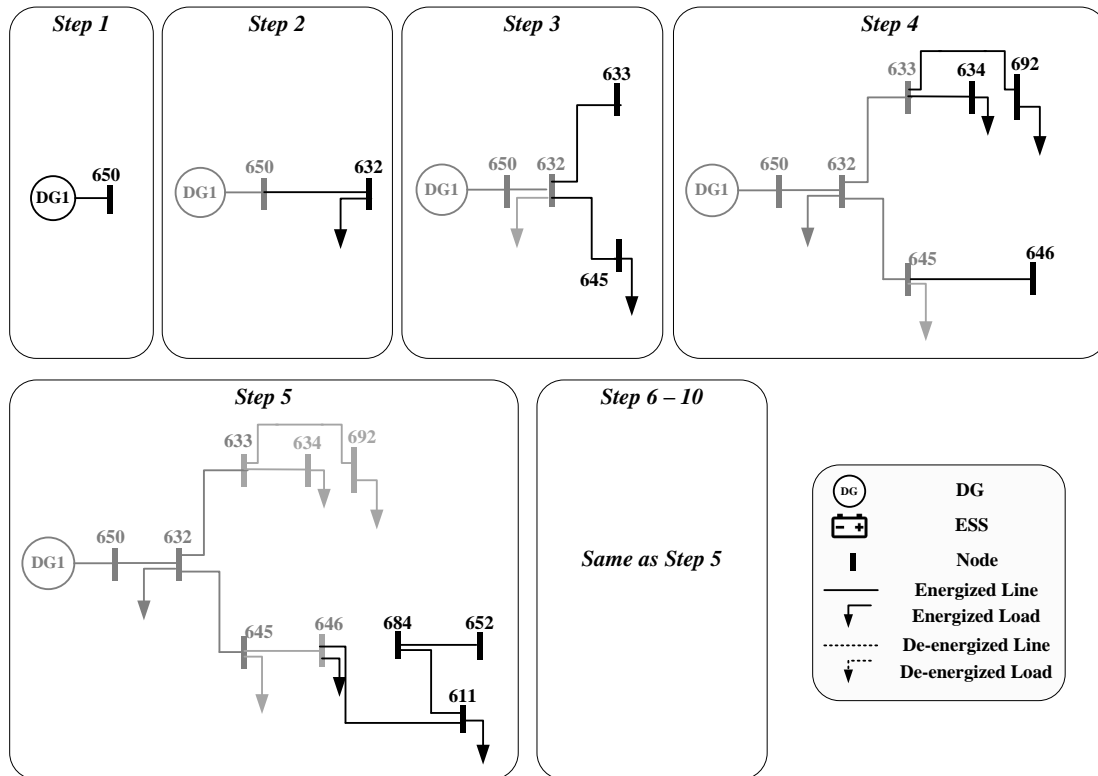 Step 1
DG1
650
Step 2
DG1
650
632
Step 3
DG1
650
632
633
645
Step 4
DG1
650
632
633
634
692
645
646
Step 5
DG1
650
632
633
634
692
645
646
684
652
611
Step 6 – 10
Same as Step 5
DG
DG
ESS
Node
Energized Line
Energized Load
De-energized Line
De-energized Load